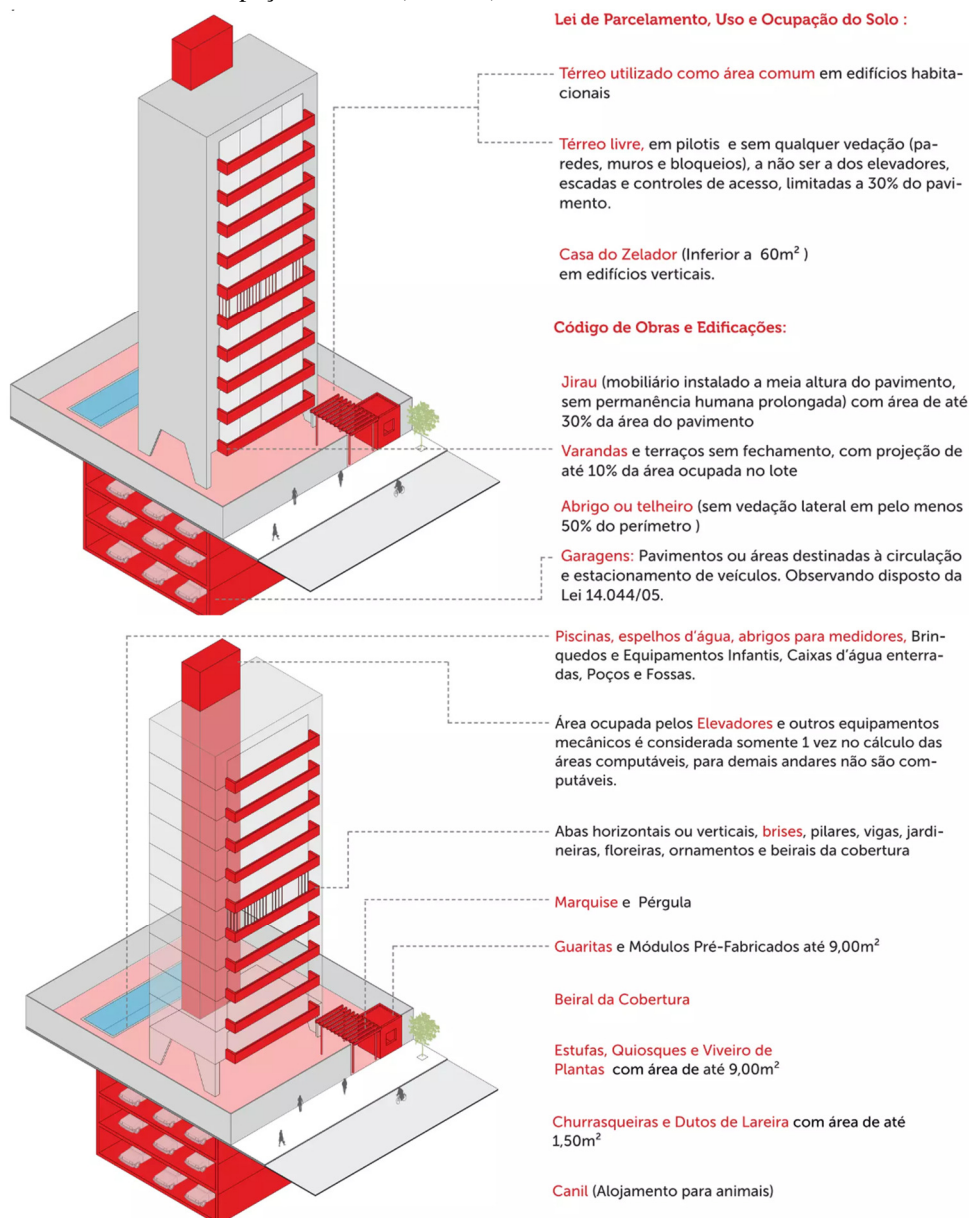 Lei de Parcelamento, Uso e Ocupação do Solo :
Térreo utilizado como área comum em edifícios habita-
cionais
Térreo livre, em pilotis e sem qualquer vedação (pa-
redes, muros e bloqueios), a não ser a dos elevadores,
escadas e controles de acesso, limitadas a 30% do pavi-
mento.
Casa do Zelador (Inferior a 60m² )
em edifícios verticais.
Código de Obras e Edificações:
Jirau (mobiliário instalado a meia altura do pavimento,
sem permanência humana prolongada) com área de até
30% da área do pavimento
Varandas e terraços sem fechamento, com projeção de
até 10% da área ocupada no lote
Abrigo ou telheiro (sem vedação lateral em pelo menos
50% do perímetro )
Garagens: Pavimentos ou áreas destinadas à circulação
e estacionamento de veículos. Observando disposto da
Lei 14.044/05.
Piscinas, espelhos d'água, abrigos para medidores, Brin-
quedos e Equipamentos Infantis, Caixas d'água enterra-
das, Poços e Fossas.
Área ocupada pelos Elevadores e outros equipamentos
mecânicos é considerada somente 1 vez no cálculo das
áreas computáveis, para demais andares não são com-
putáveis.
Abas horizontais ou verticais, brises, pilares, vigas, jardi-
neiras, floreiras, ornamentos e beirais da cobertura
Marquise e Pérgula
Guaritas e Módulos Pré-Fabricados até 9,00m²
Beiral da Cobertura
Estufas, Quiosques e Viveiro de
Plantas com área de até 9,00m²
Churrasqueiras e Dutos de Lareira com área de até
1,50m²
Canil (Alojamento para animais)